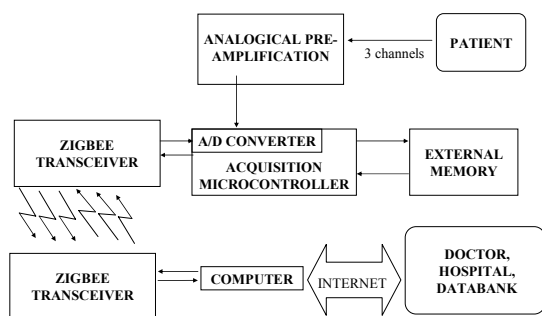 ANALOGICAL PRE-
AMPLIFICATION
3 channels
PATIENT
ZIGBEE
TRANSCEIVER
A/D CONVERTER
ACQUISITION
MICROCONTROLLER
EXTERNAL
MEMORY
ZIGBEE
TRANSCEIVER
COMPUTER
INTERNET
DOCTOR,
HOSPITAL,
DATABANK